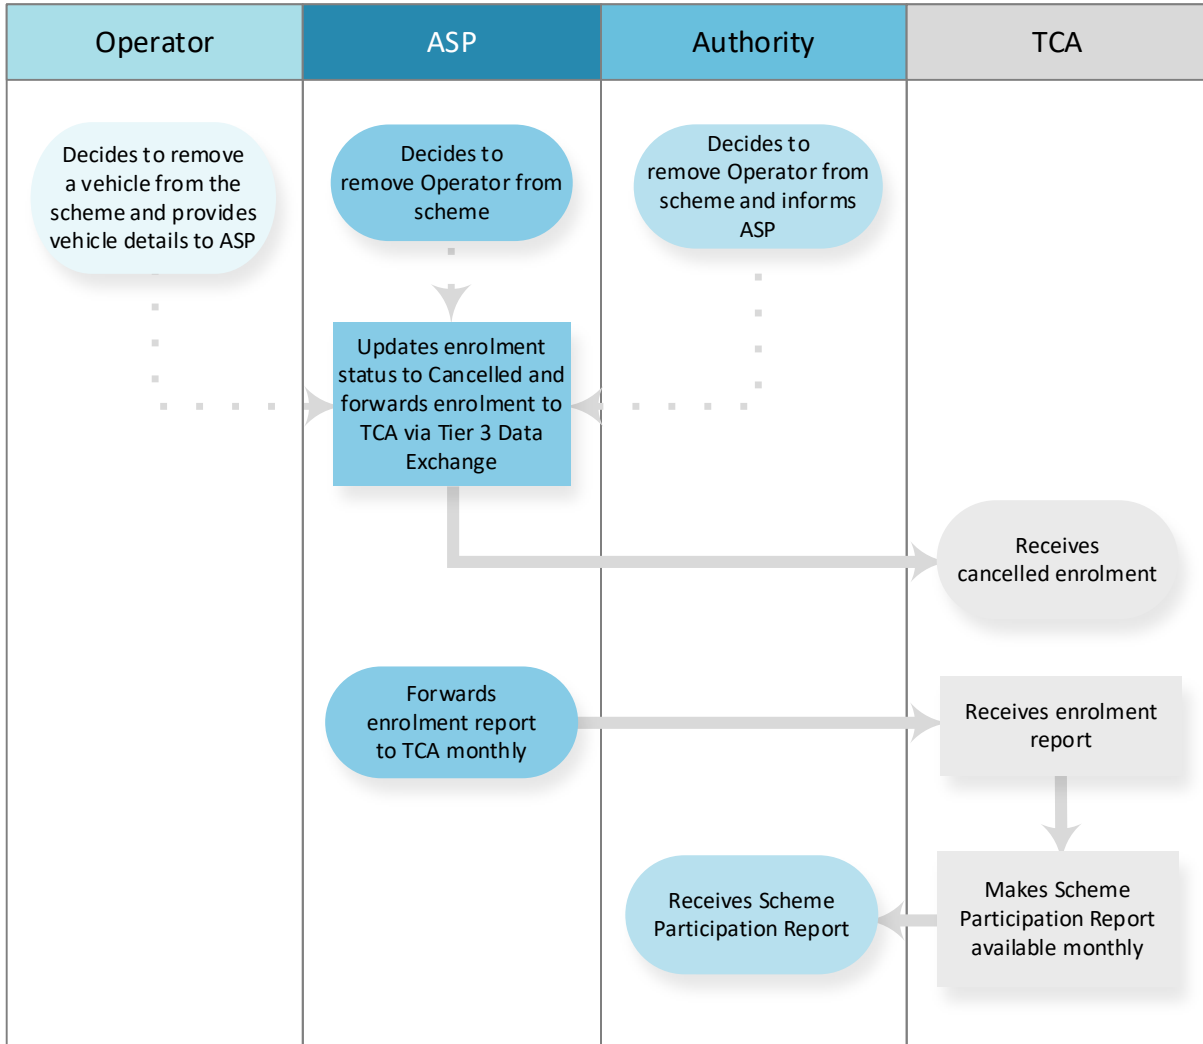 Operator
ASP
Authority
TCA
Decides to remove
a vehicle from the
scheme and provides
vehicle details to ASP
Decides to
remove Operator from
scheme
Decides to
remove Operator from
scheme and informs
ASP
Updates enrolment
status to Cancelled and
forwards enrolment to
TCA via Tier 3 Data
Exchange
Receives
cancelled enrolment
Forwards
enrolment report
to TCA monthly
Receives enrolment
report
Makes Scheme
Participation Report
available monthly
Receives Scheme
Participation Report